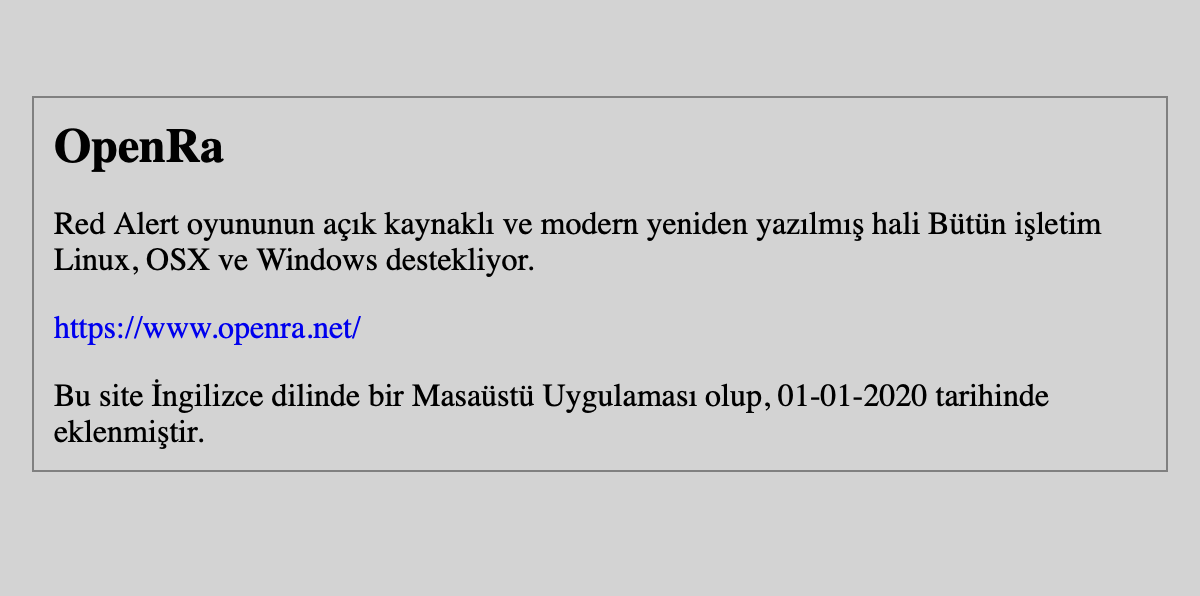 OpenRa
Red Alert oyununun açık kaynaklı ve modern yeniden yazılmış hali Bütün işletim
Linux, OSX ve Windows destekliyor.
https://www.openra.net/
Bu site İngilizce dilinde bir Masaüstü Uygulaması olup, 01-01-2020 tarihinde
eklenmiştir.